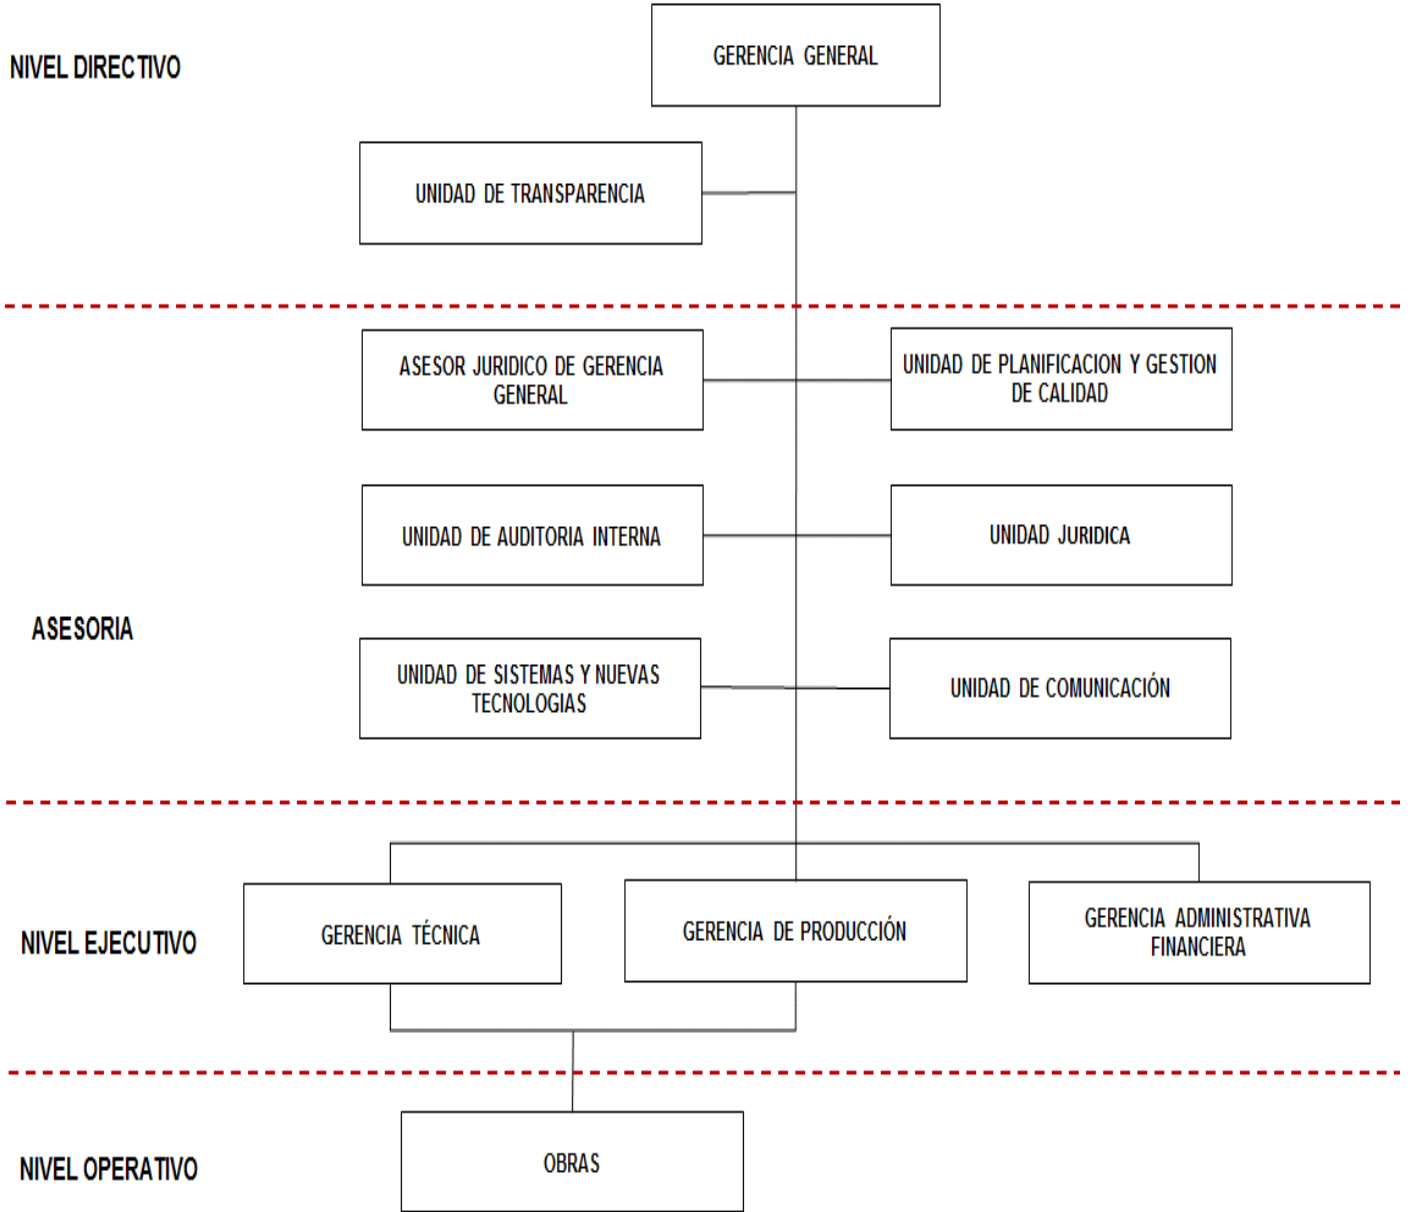 GERENCIA GENERAL
NIVEL DIRECTIVO
UNIDAD DE TRANSPARENCIA
ASESOR JURIDICO DE GERENCIA
GENERAL
UNIDAD DE PLANIFICACION Y GESTION
DE CALIDAD
UNIDAD DE AUDITORIA INTERNA
UNIDAD JURIDICA
ASESORIA
UNIDAD DE SISTEMAS Y NUEVAS
TECNOLOGIAS
UNIDAD DE COMUNICACIÓN
NIVEL EJECUTIVO
GERENCIA TÉCNICA
GERENCIA DE PRODUCCIÓN
GERENCIA ADMINISTRATIVA
FINANCIERA
NIVEL OPERATIVO
OBRAS